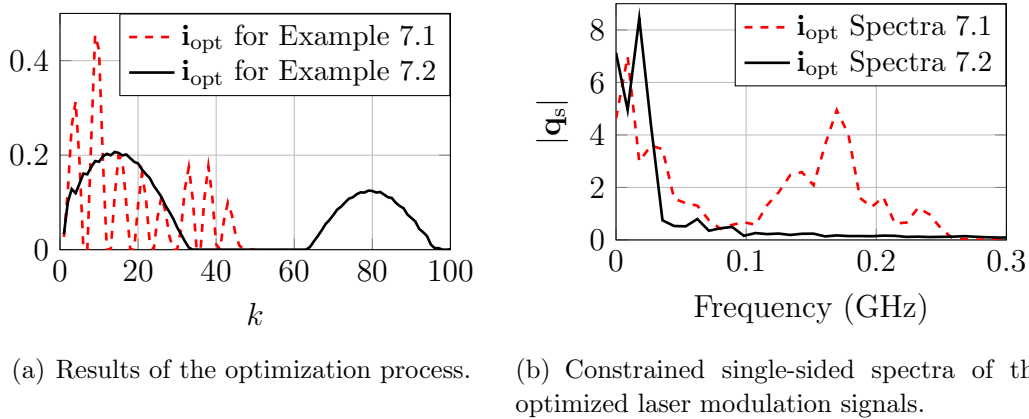 i_opt for Example 7.1
i_opt for Example 7.2
0.4
0.2
0
0 20 40 60 80 100
k
(a) Results of the optimization process.
i_opt Spectra 7.1
i_opt Spectra 7.2
|q_s|
8
6
4
2
0
0 0.1 0.2 0.3
Frequency (GHz)
(b) Constrained single-sided spectra of th
optimized laser modulation signals.